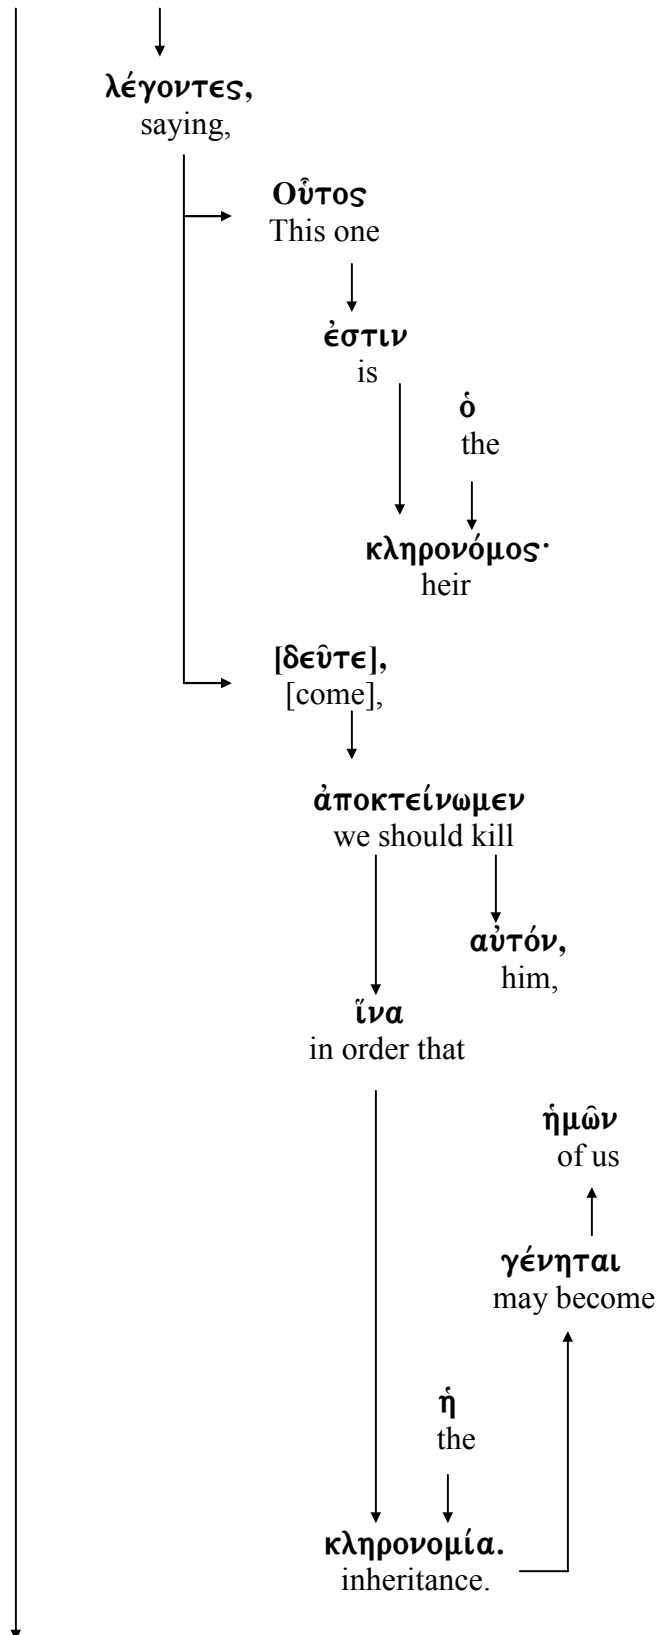 λέγοντες,
saying,
Οὗτος
This one
ἐστιν
is
ὁ
the
κληρονόμος·
heir
[δεῦτε],
[come],
ἀποκτείνωμεν
we should kill
αὐτόν,
him,
ἵνα
in order that
ἡμῶν
of us
γένηται
may become
ἡ
the
κληρονομία.
inheritance.